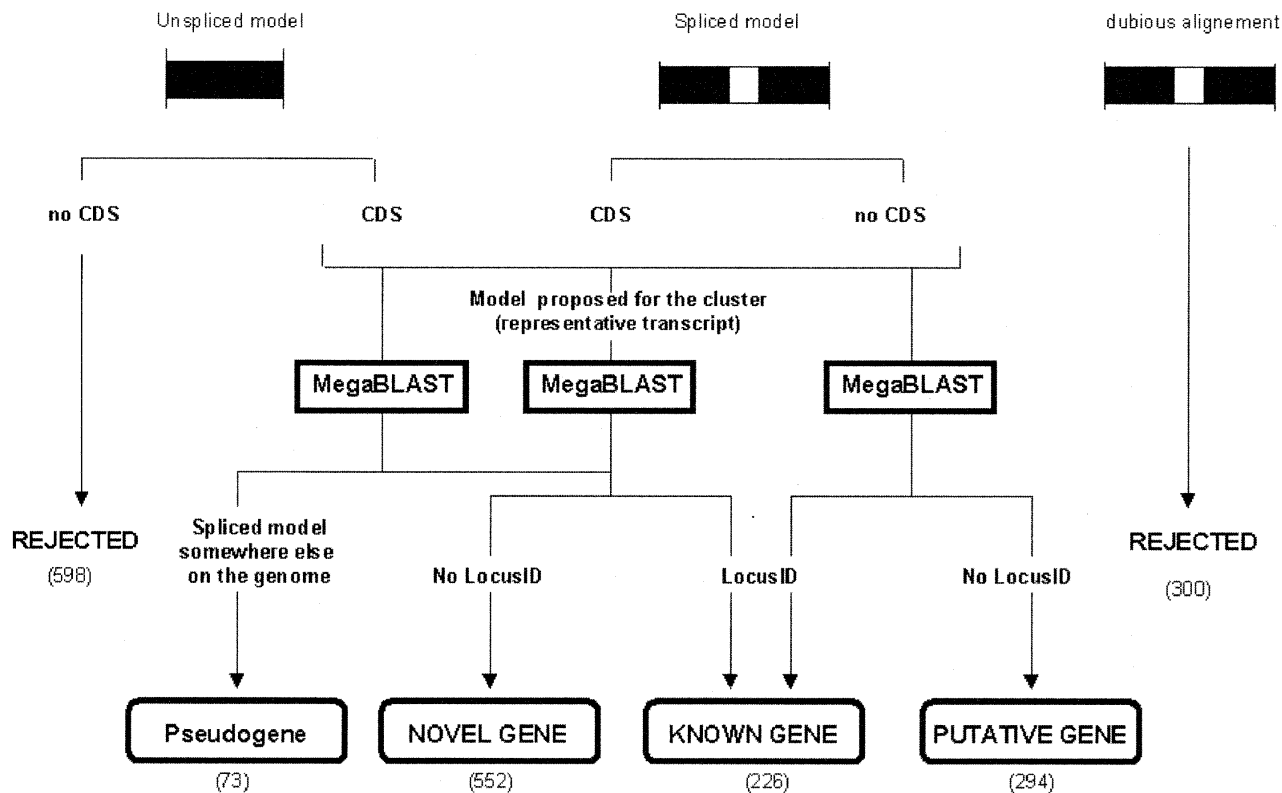 Unspliced model
Spliced model
dubious alignement
no CDS
CDS
CDS
no CDS
Model proposed for the cluster
(representative transcript)
MegaBLAST
MegaBLAST
MegaBLAST
REJECTED
(598)
Spliced model
somewhere else
on the genome
No LocusID
LocusID
No LocusID
REJECTED
(300)
Pseudogene
NOVEL GENE
KNOWN GENE
PUTATIVE GENE
(73)
(552)
(226)
(294)